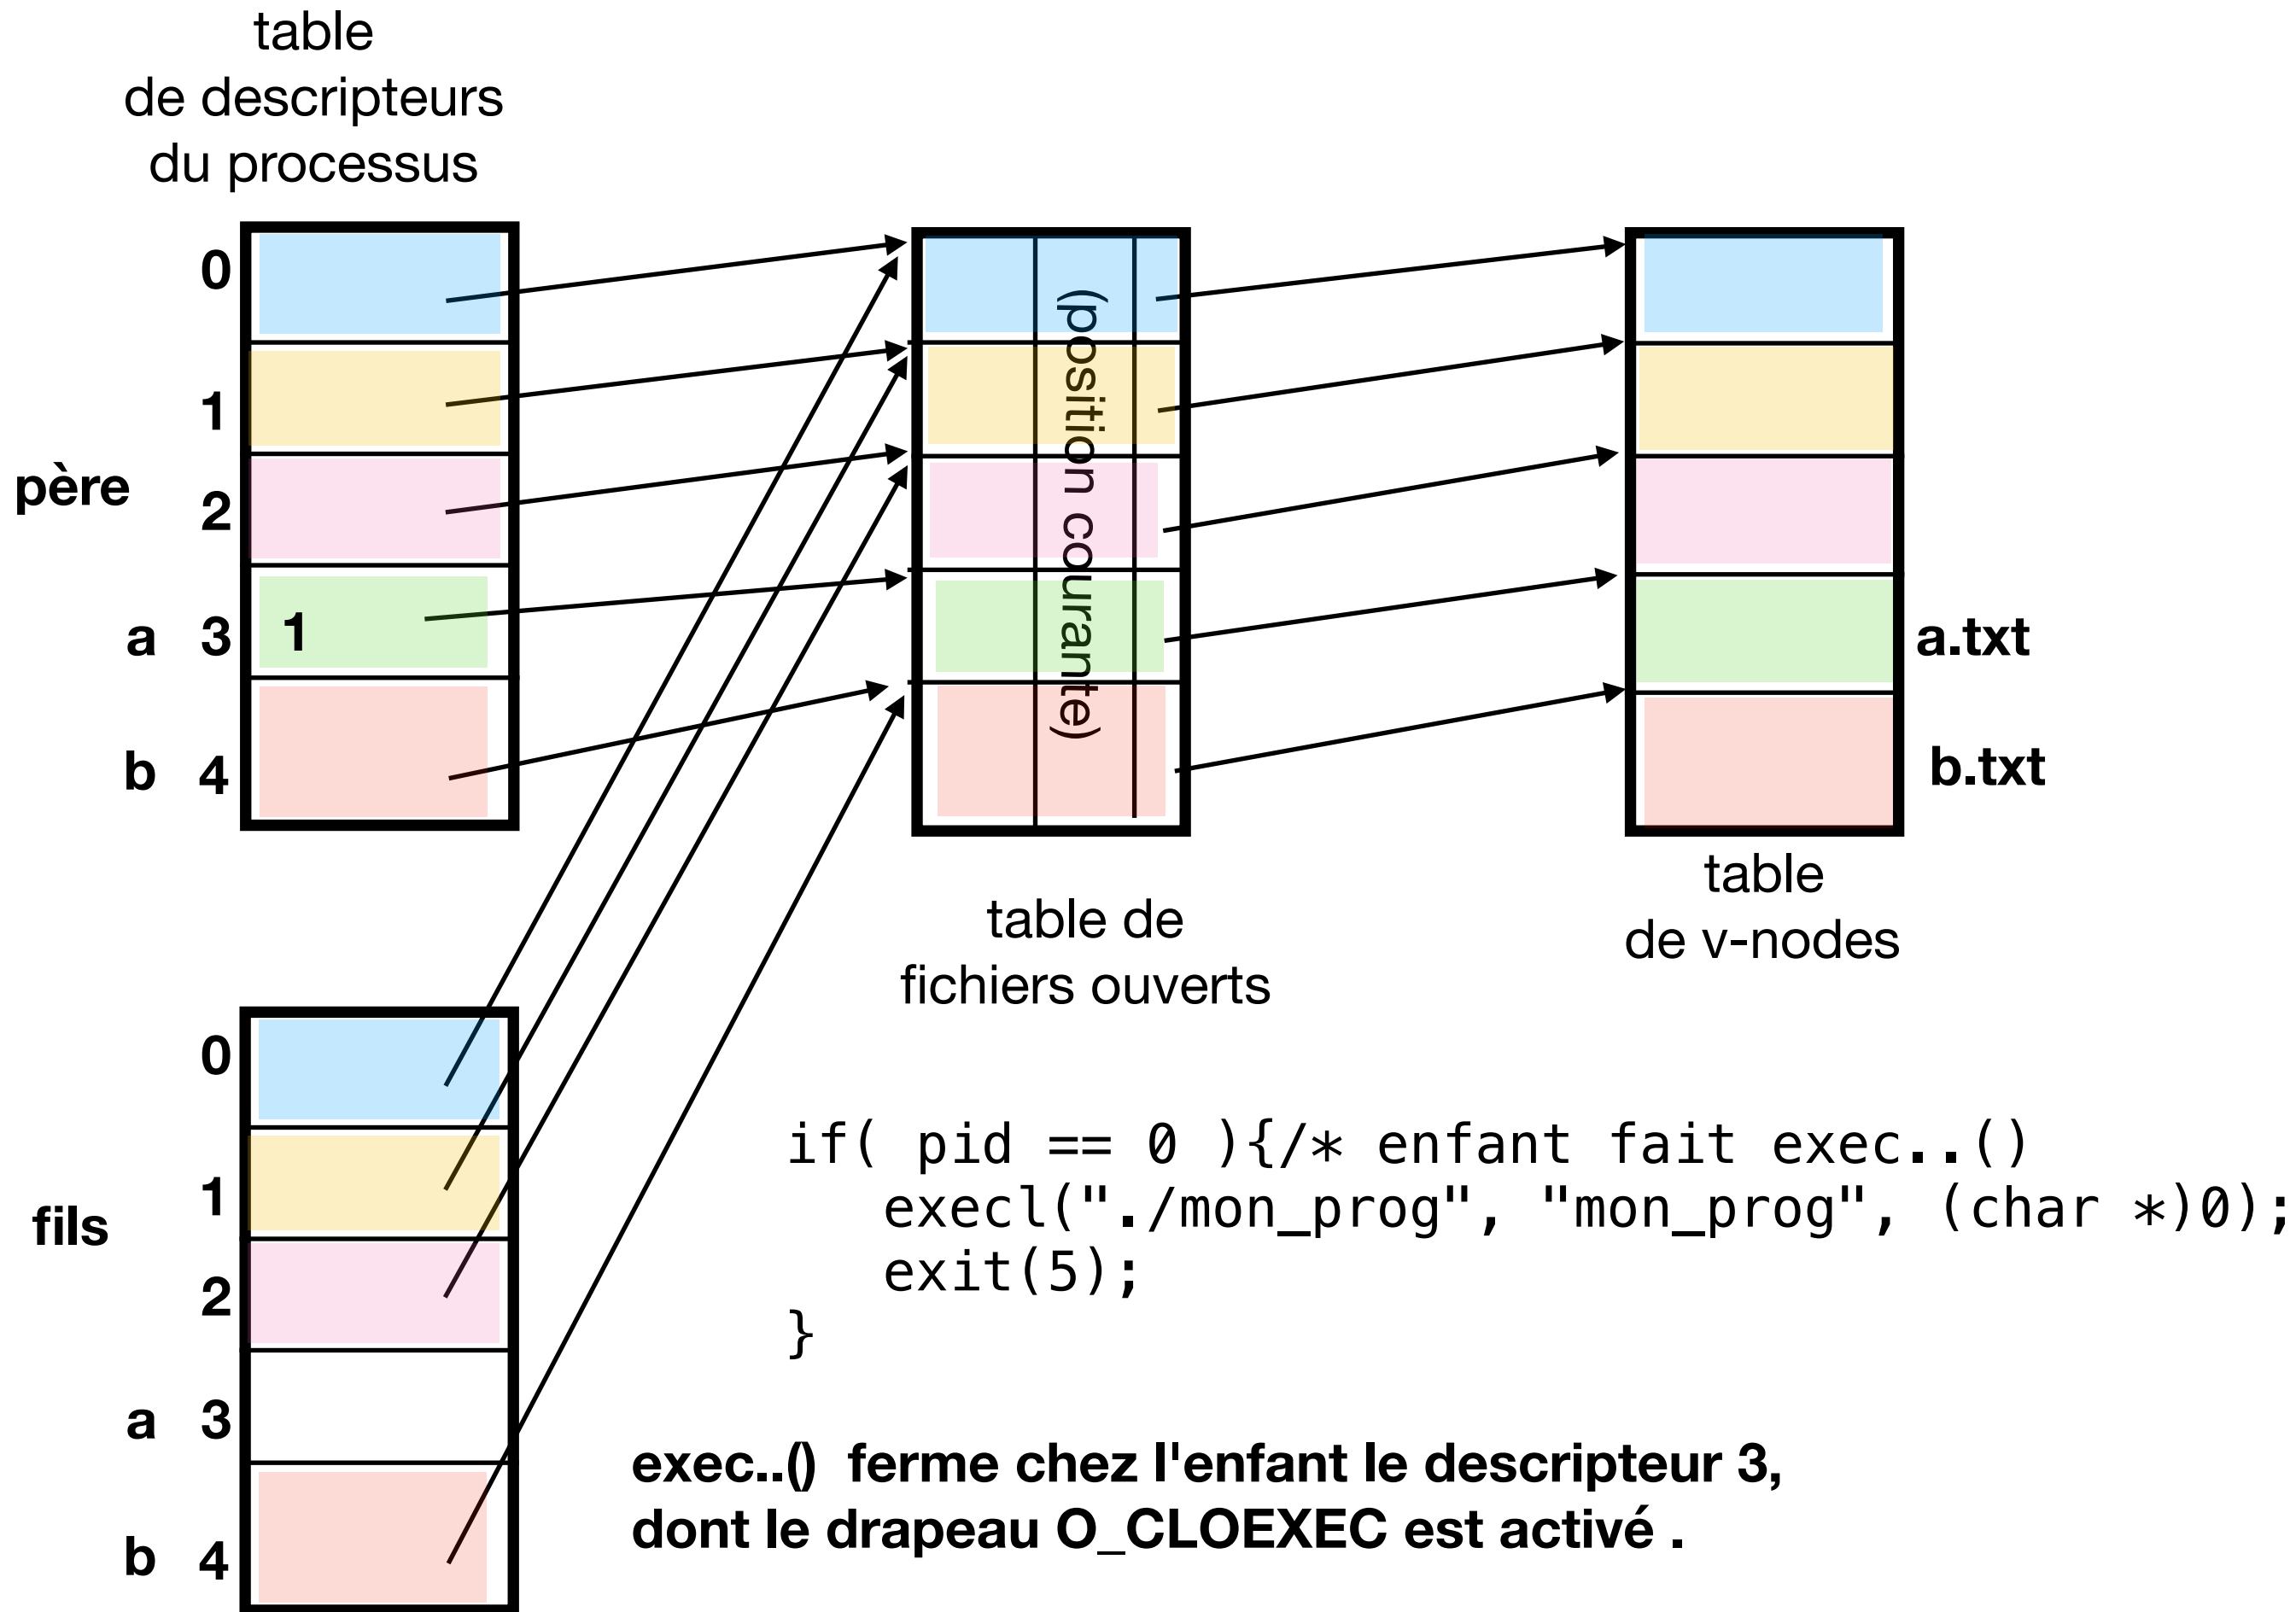 table
de descripteurs
du processus
0
1
père
2
a 3 1
b 4
(position courante)
a.txt
b.txt
table de
fichiers ouverts
table
de v-nodes
0
1
fils
2
a 3
b 4
if( pid == 0 ){/* enfant fait exec..()
execl("./mon_prog", "mon_prog", (char *)0);
exit(5);
}
exec..() ferme chez l'enfant le descripteur 3,
dont le drapeau O_CLOEXEC est activé .